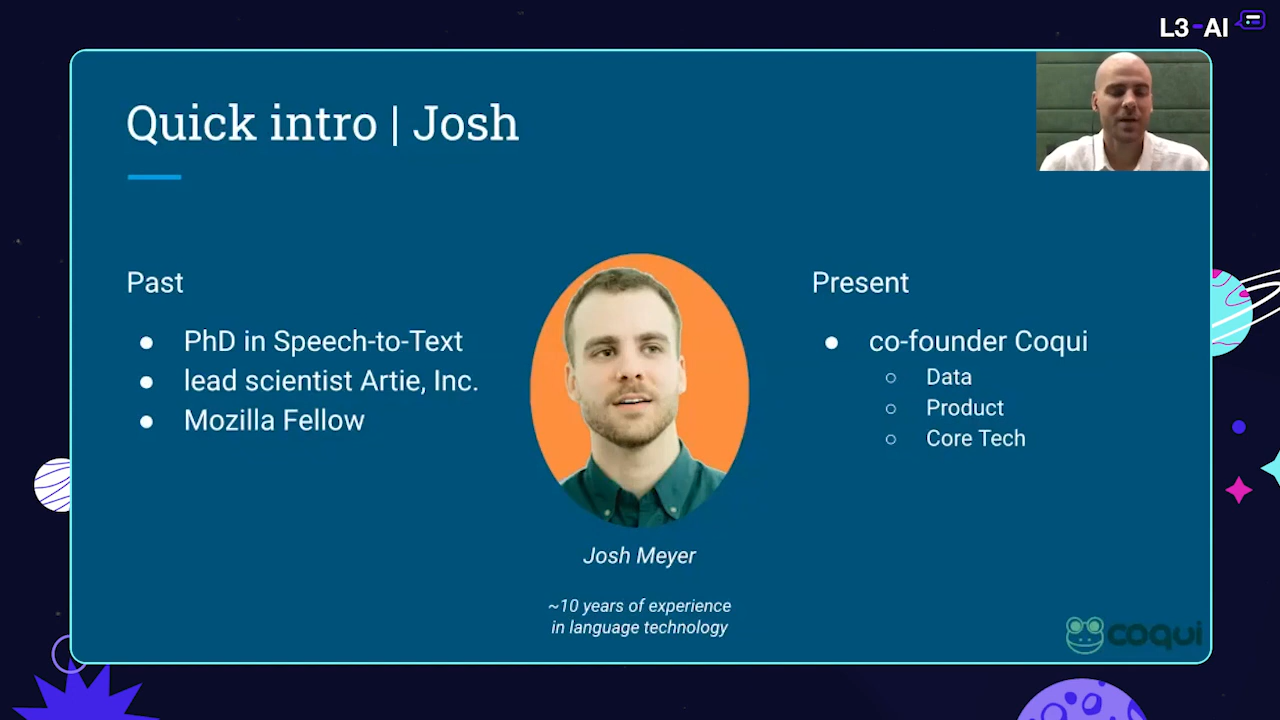 L3-AI
Quick intro | Josh
Past
PhD in Speech-to-Text
lead scientist Artie, Inc.
Mozilla Fellow
Present
co-founder Coqui
Data
Product
Core Tech
Josh Meyer
~10 years of experience
in language technology
coqui